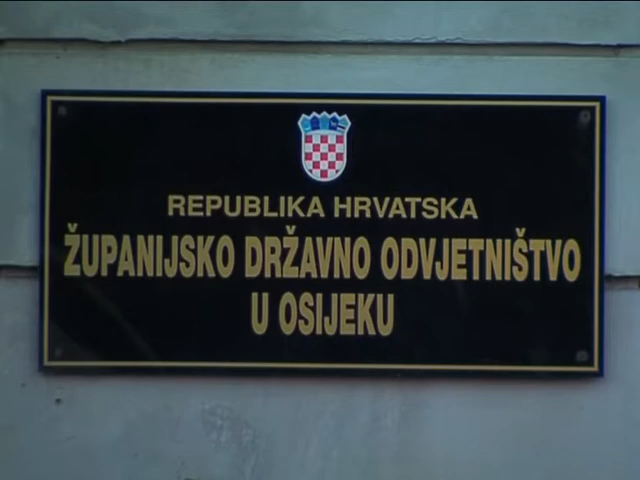 REPUBLIKA HRVATSKA
ŽUPANIJSKO DRŽAVNO ODVJETNIŠTVO
U OSIJEKU